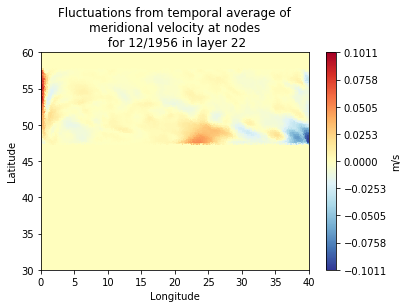 Fluctuations from temporal average of
meridional velocity at nodes
for 12/1956 in layer 22
60
55
50
45
40
35
30
Latitude
0 5 10 15 20 25 30 35 40
Longitude
0.1011
0.0758
0.0505
0.0253
0.0000
−0.0253
−0.0505
−0.0758
−0.1011
m/s